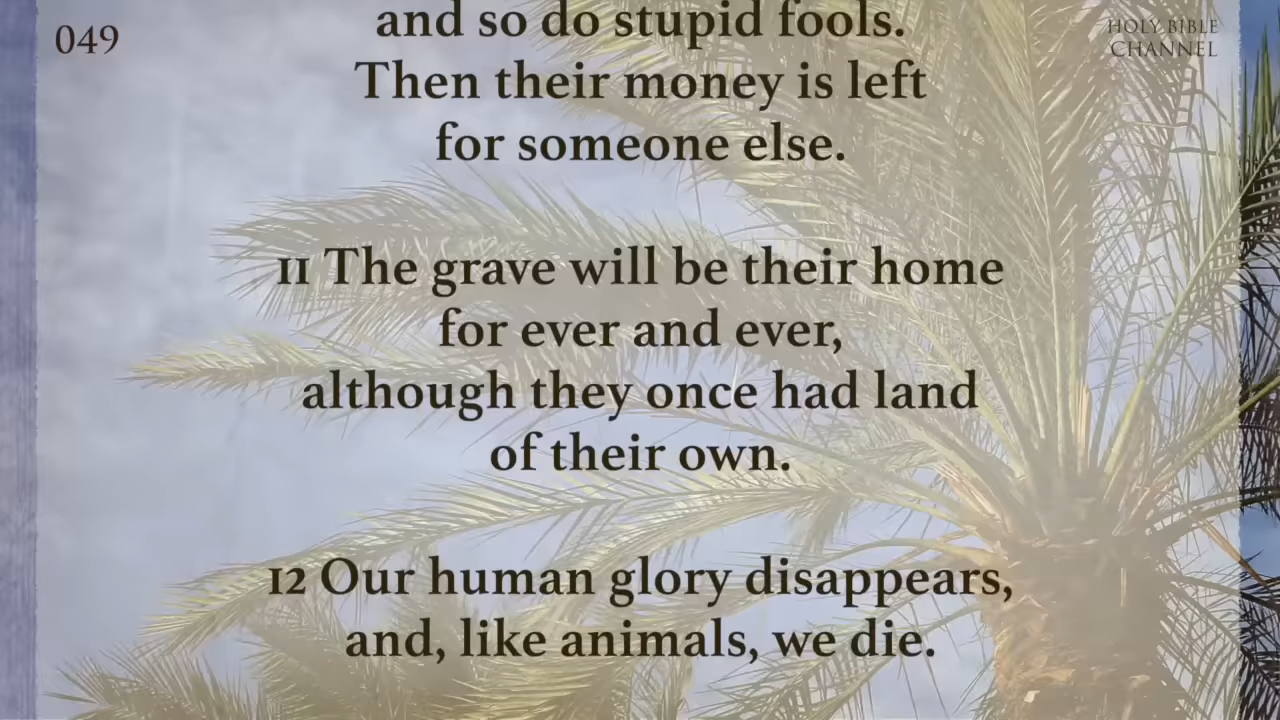 049
HOLY BIBLE
CHANNEL
and so do stupid fools.
Then their money is left
for someone else.
11 The grave will be their home
for ever and ever,
although they once had land
of their own.
12 Our human glory disappears,
and, like animals, we die.